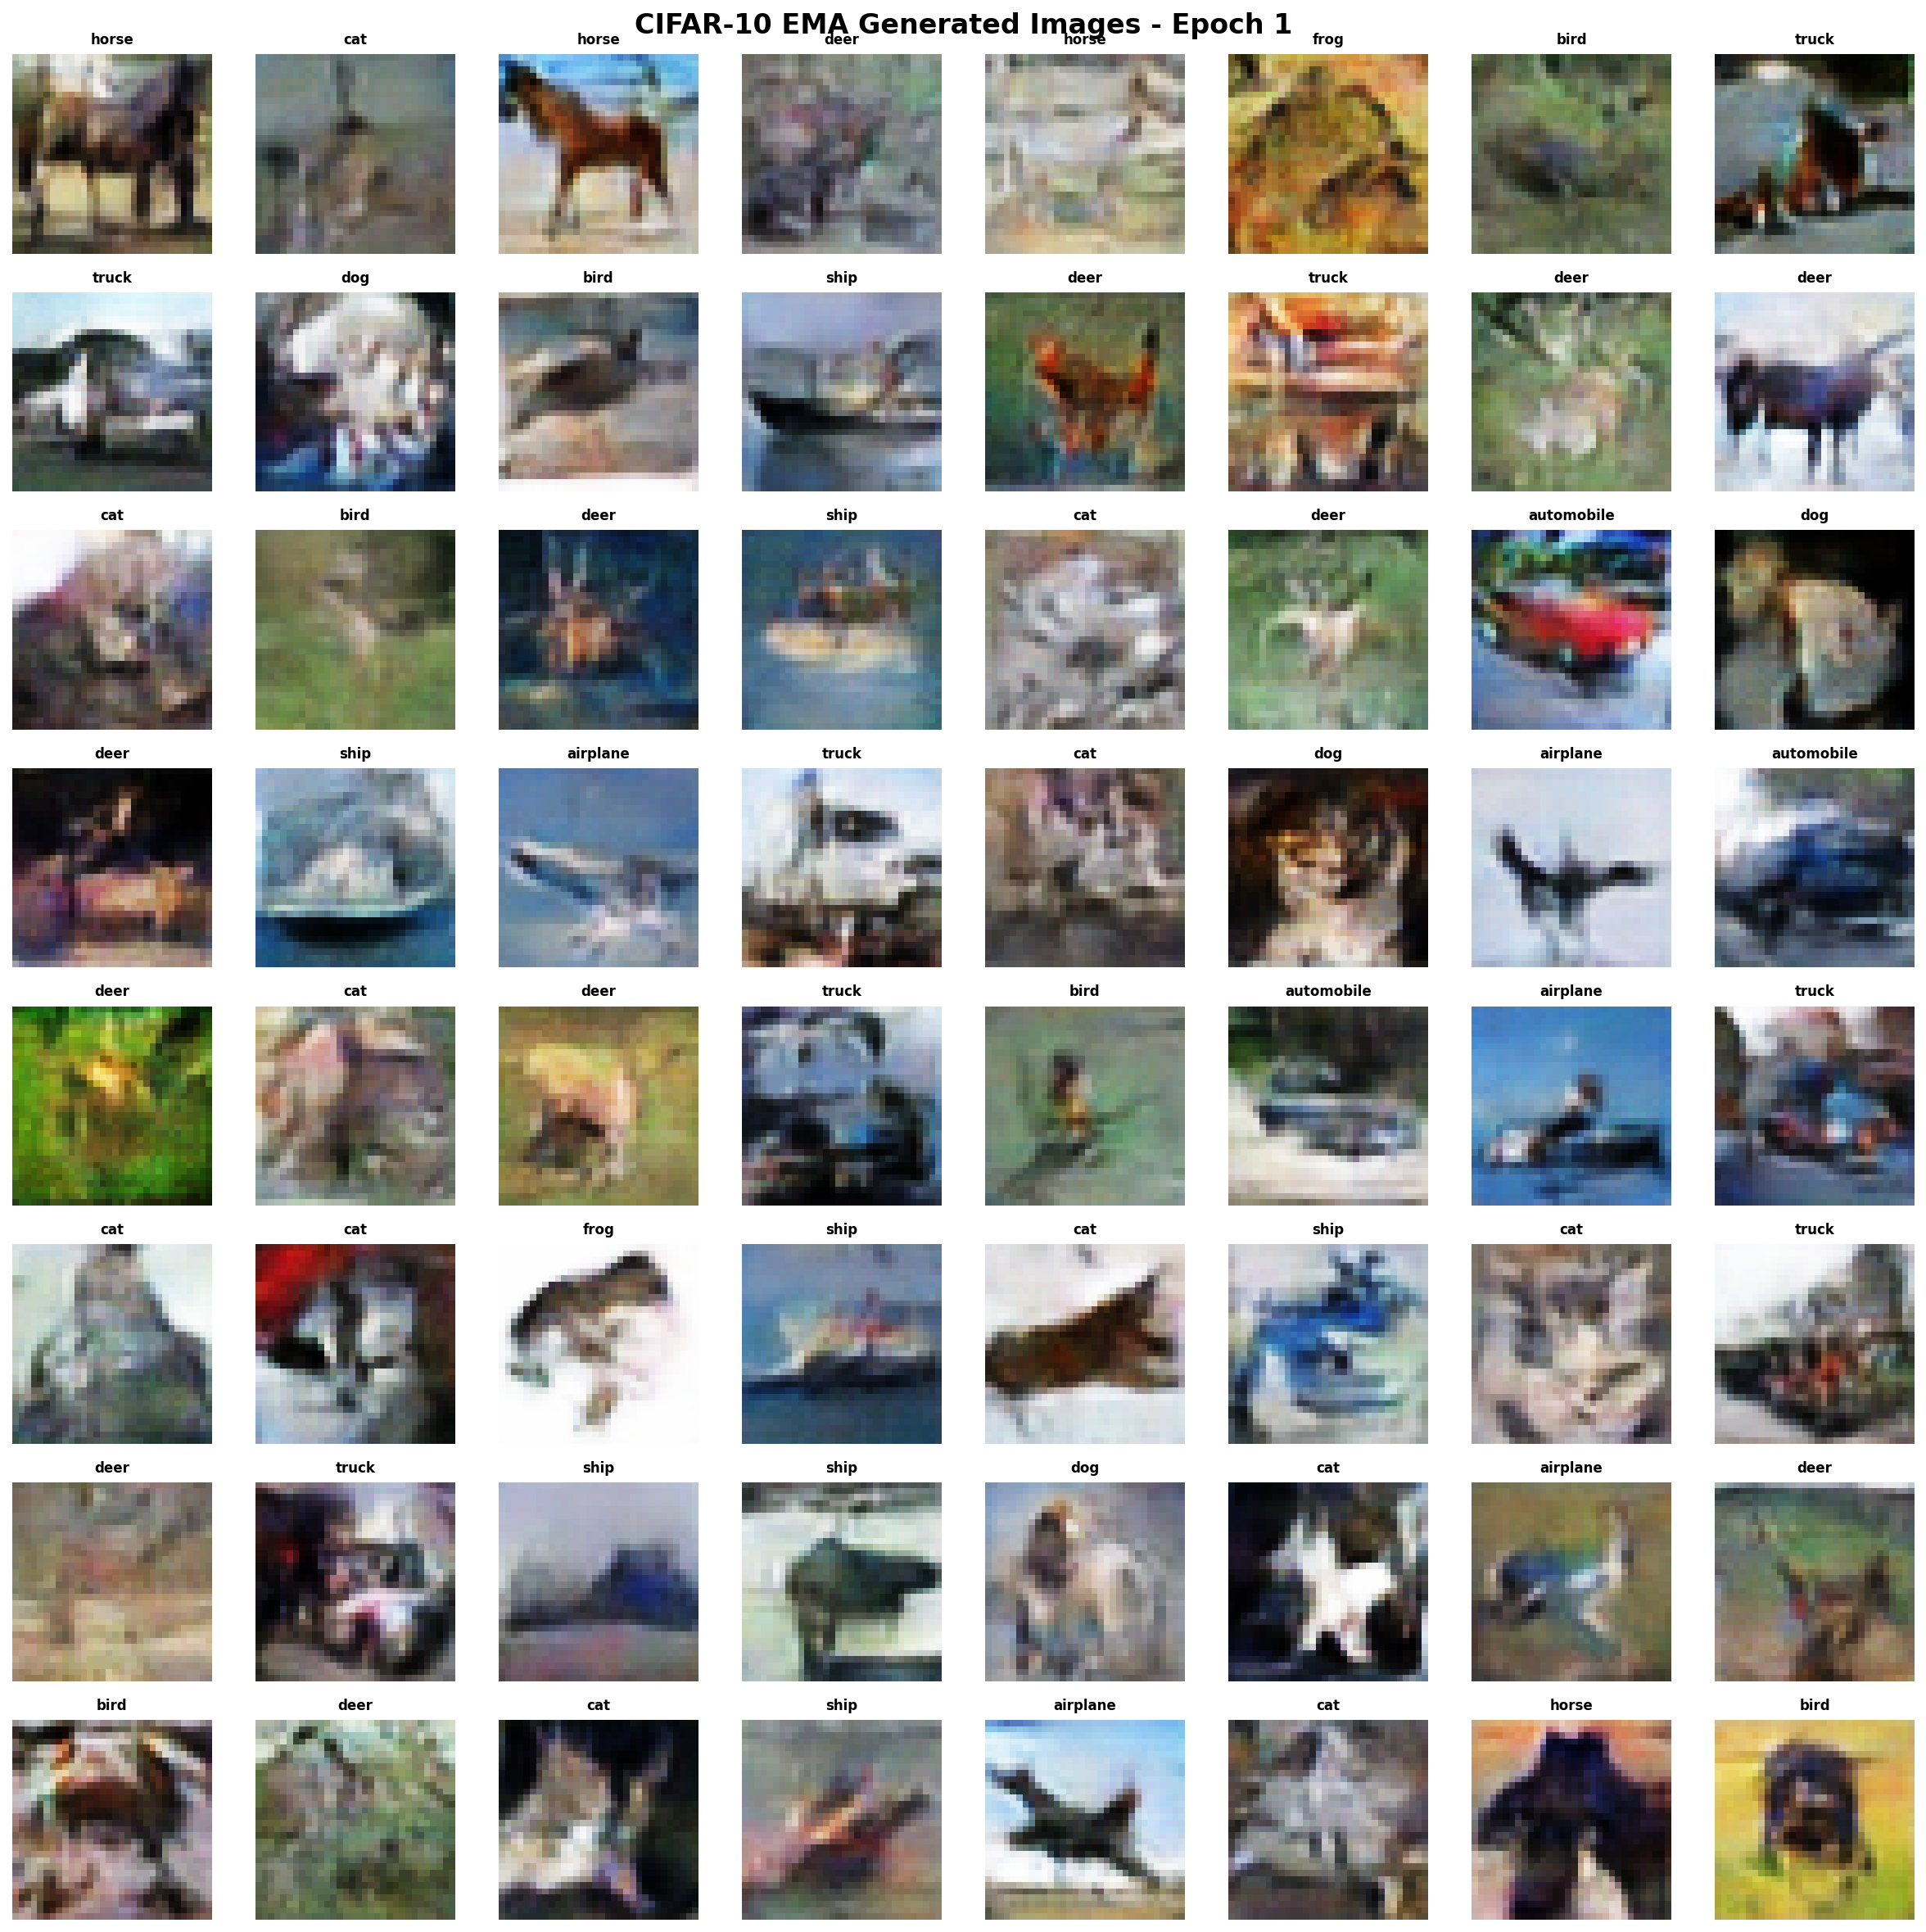 CIFAR-10 EMA Generated Images - Epoch 1
horse cat horse deer horse frog bird truck
truck dog bird ship deer truck deer deer
cat bird deer ship cat deer automobile dog
deer ship airplane truck cat dog airplane automobile
deer cat deer truck bird automobile airplane truck
cat cat frog ship cat ship cat truck
deer truck ship ship dog cat airplane deer
bird deer cat ship airplane cat horse bird